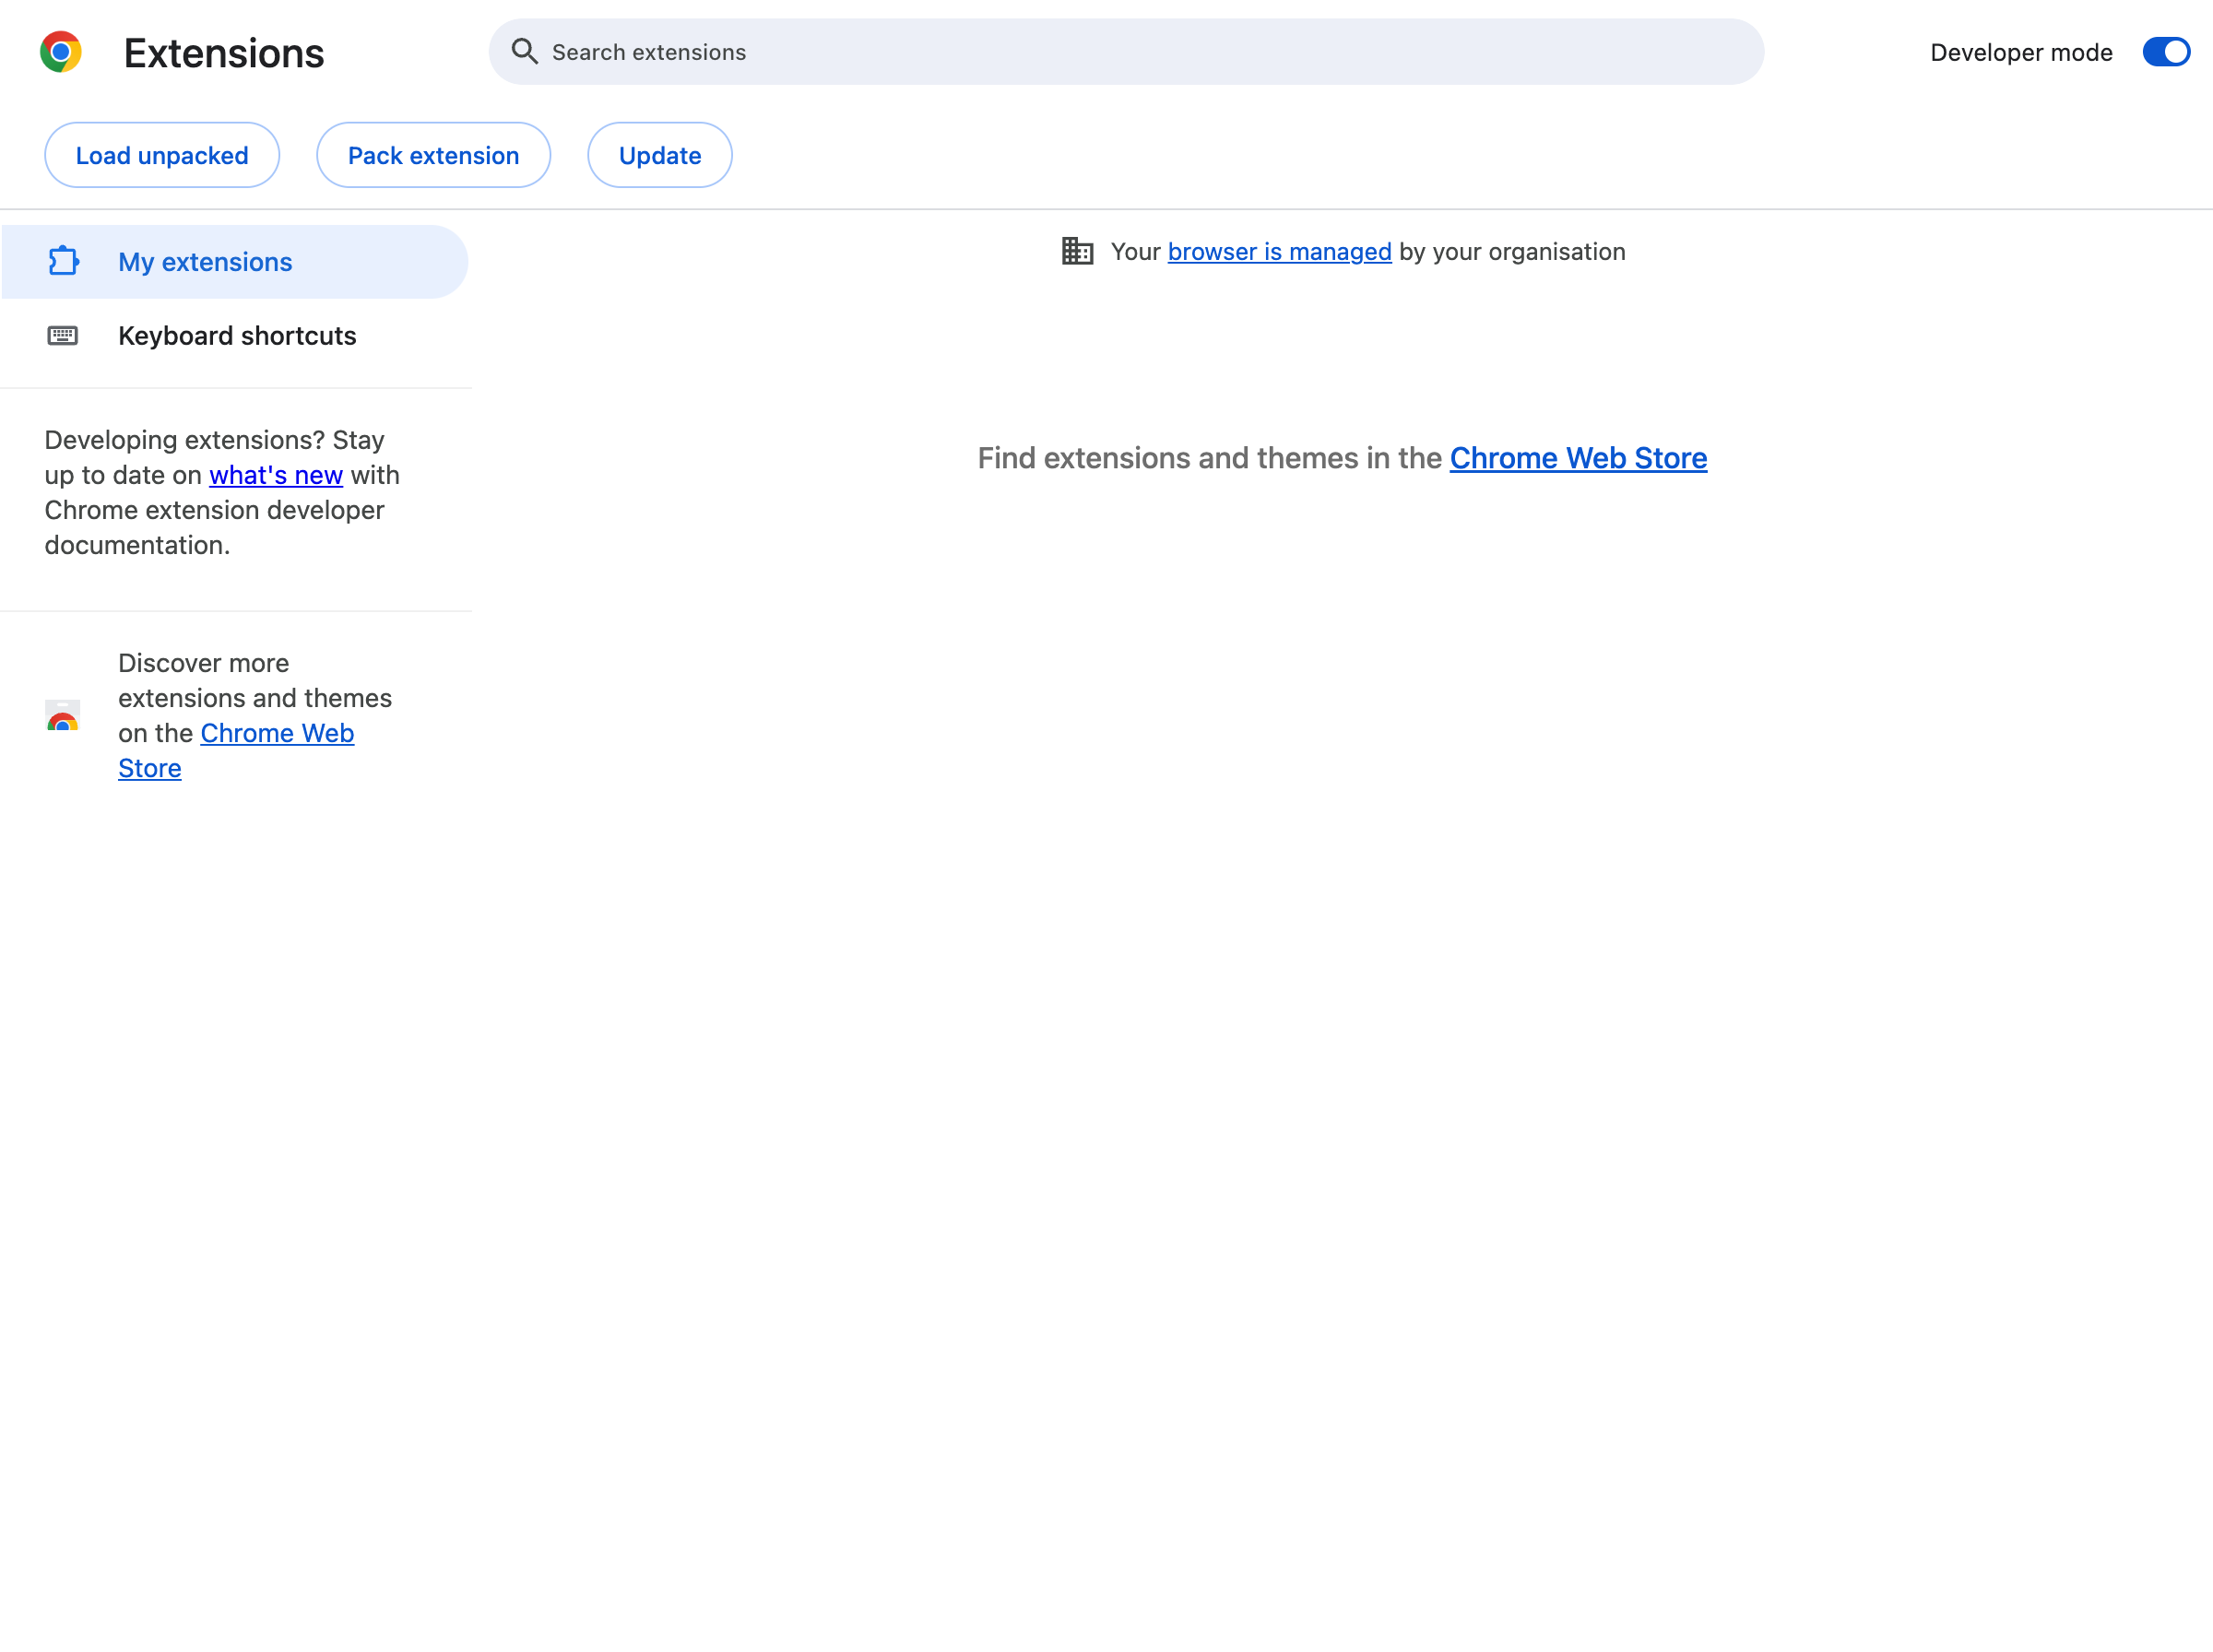 Extensions
Search extensions
Developer mode
Load unpacked
Pack extension
Update
My extensions
Keyboard shortcuts
Developing extensions? Stay
up to date on what's new with
Chrome extension developer
documentation.
Discover more
extensions and themes
on the Chrome Web
Store
Your browser is managed by your organisation
Find extensions and themes in the Chrome Web Store